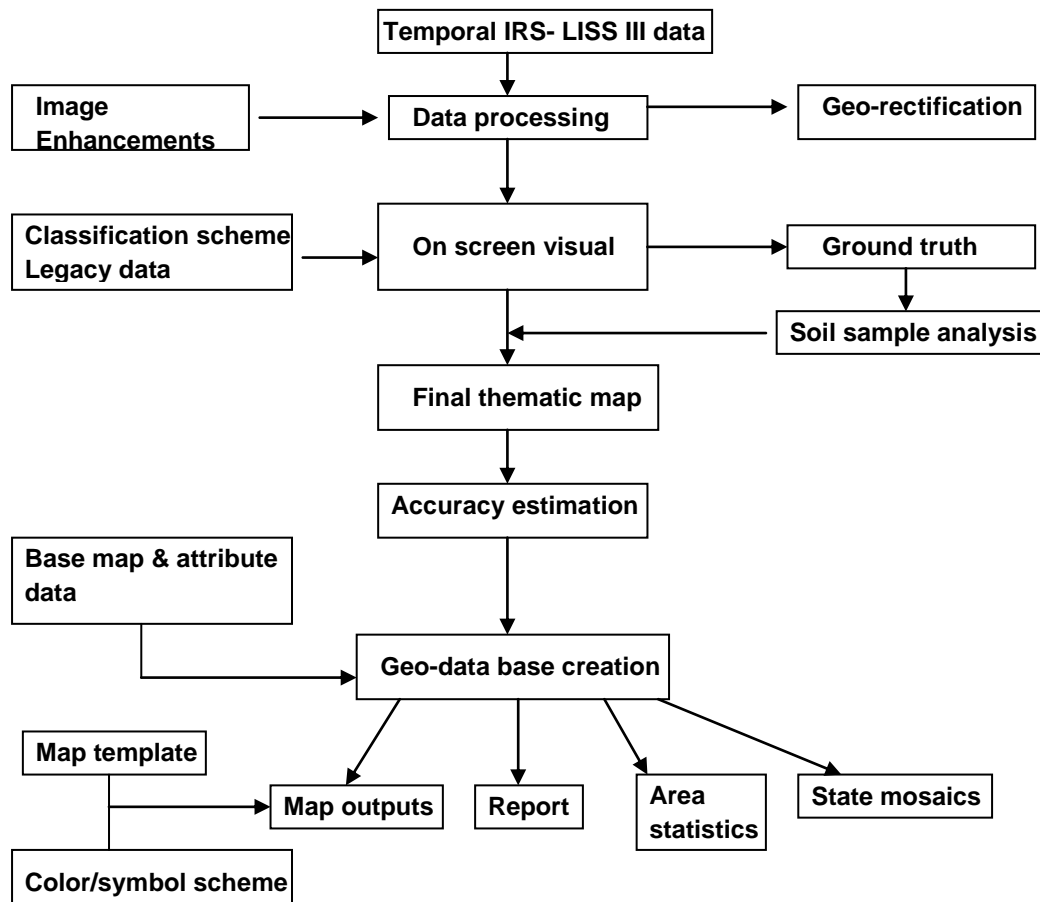 Temporal IRS- LISS III data
Image
Enhancements
Data processing
Geo-rectification
Classification scheme
Legacy data
On screen visual
Ground truth
Soil sample analysis
Final thematic map
Accuracy estimation
Base map & attribute
data
Geo-data base creation
Map template
Map outputs
Report
Area
statistics
State mosaics
Color/symbol scheme